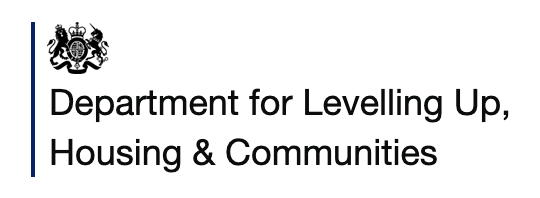 Department for Levelling Up,
Housing & Communities